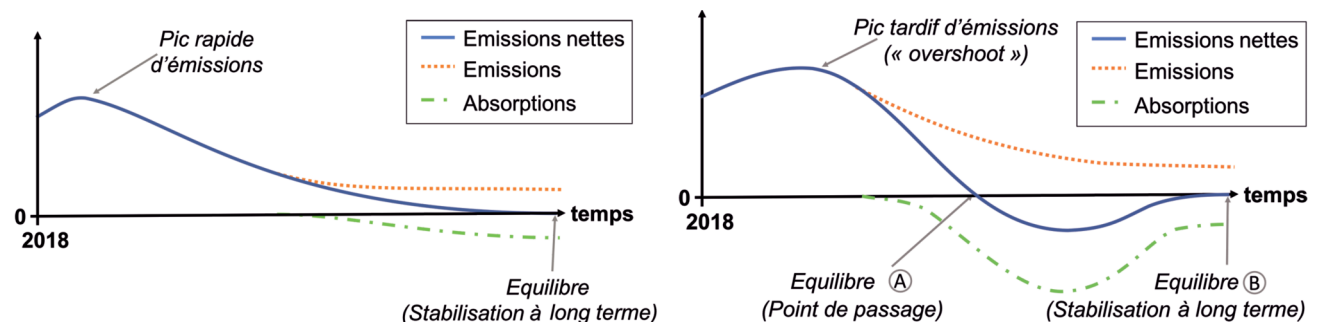 Pic rapide
d'émissions
Emissions nettes
Emissions
Absorptions
0
2018
temps
Equilibre
(Stabilisation à long terme)
Pic tardif d'émissions
(« overshoot »)
Emissions nettes
Emissions
Absorptions
0
2018
temps
Equilibre Ⓐ
(Point de passage)
Equilibre Ⓑ
(Stabilisation à long terme)